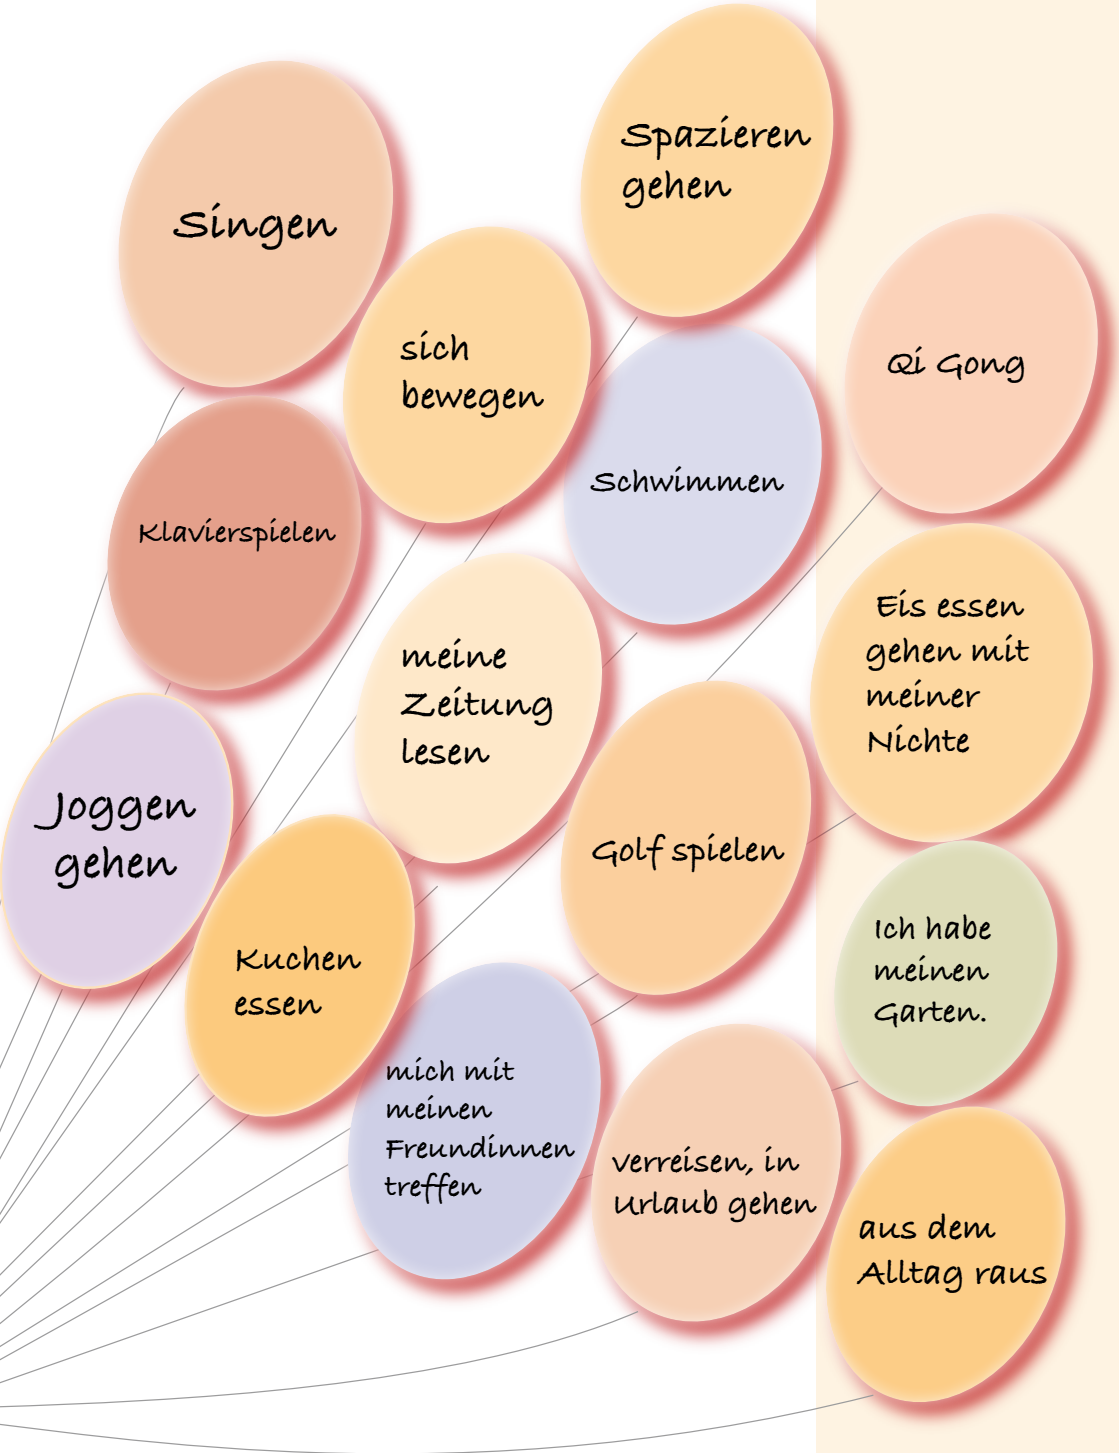 Spazieren
gehen
Singen
sich
bewegen
Qi Gong
Schwimmen
Klavierspielen
Eis essen
gehen mit
meiner
Nichte
meine
Zeitung
lesen
Joggen
gehen
Golf spielen
Kuchen
essen
Ich habe
meinen
Garten.
mich mit
meinen
Freundinnen
treffen
verreisen, in
Urlaub gehen
aus dem
Alltag raus